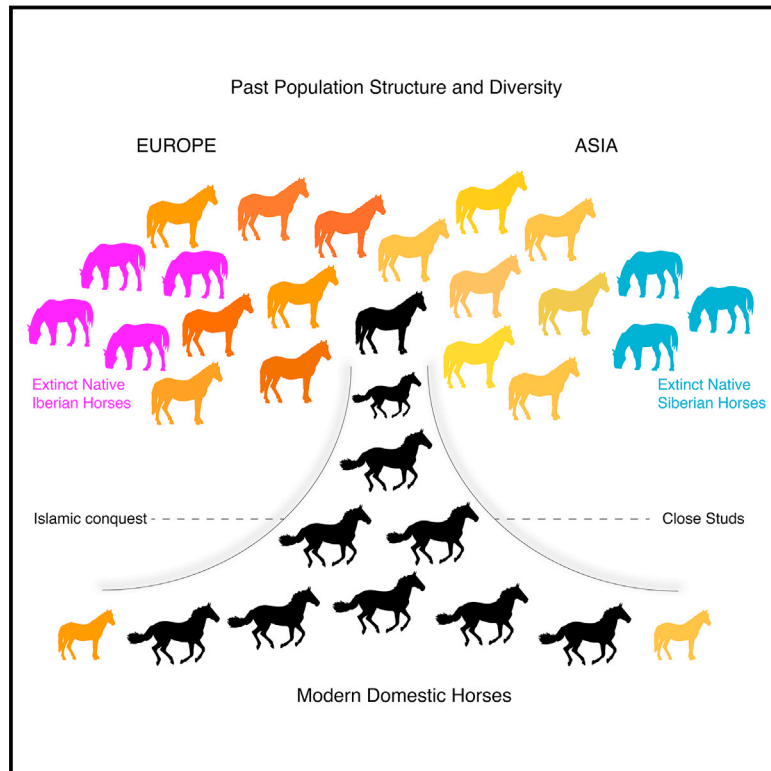 Past Population Structure and Diversity
EUROPE
ASIA
Extinct Native
Iberian Horses
Extinct Native
Siberian Horses
Islamic conquest
Close Studs
Modern Domestic Horses